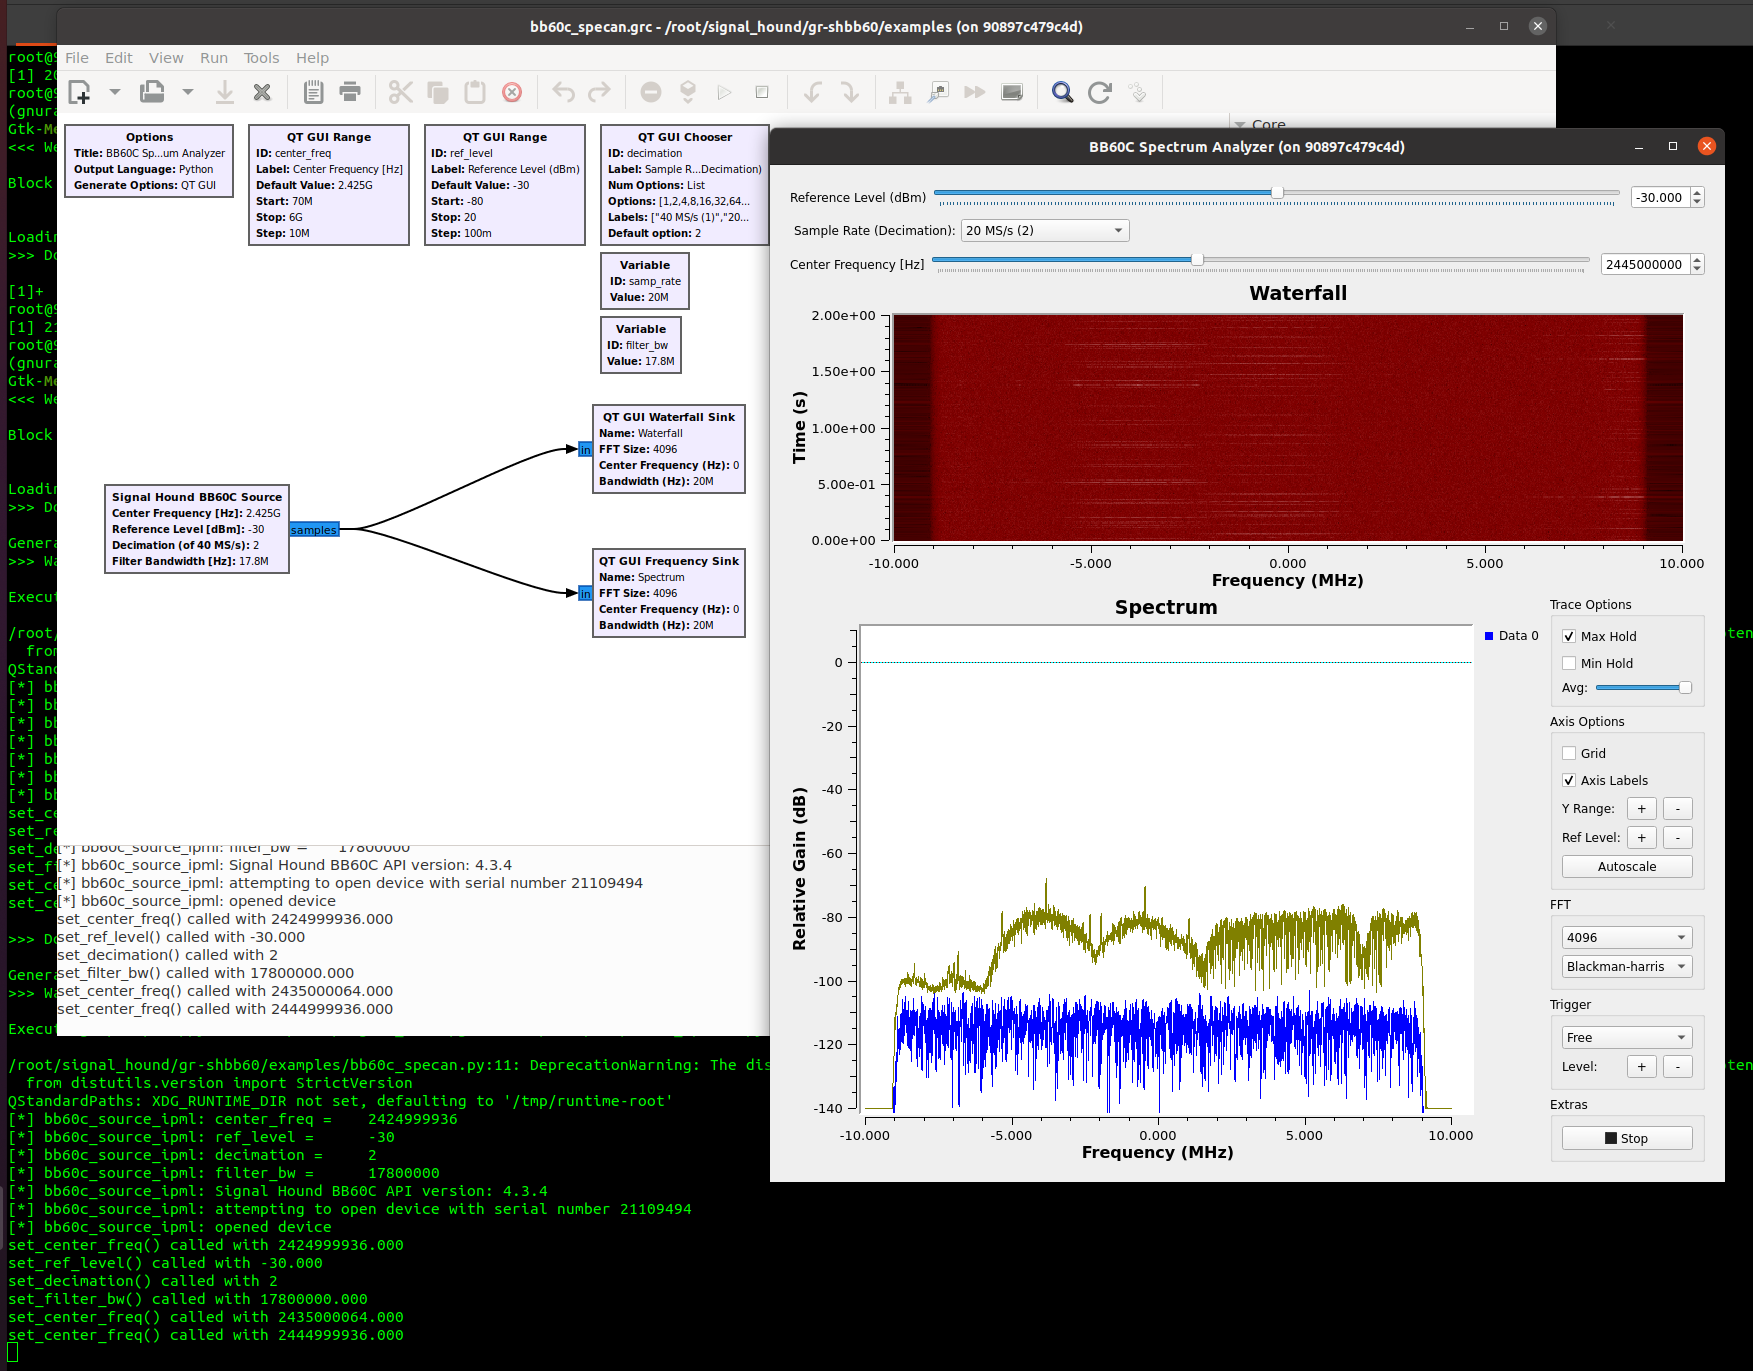 bb60c_specan.grc - /root/signal_hound/gr-shbb60/examples (on 90897c479c4d)
File Edit View Run Tools Help
Core
Options
Title: BB60C Sp...um Analyzer
Output Language: Python
Generate Options: QT GUI
QT GUI Range
ID: center_freq
Label: Center Frequency [Hz]
Default Value: 2.425G
Start: 70M
Stop: 6G
Step: 10M
QT GUI Range
ID: ref_level
Label: Reference Level (dBm)
Default Value: -30
Start: -80
Stop: 20
Step: 100m
QT GUI Chooser
ID: decimation
Label: Sample R...Decimation)
Num Options: List
Options: [1,2,4,8,16,32,64...
Labels: ["40 MS/s (1)","20...
Default option: 2
Variable
ID: samp_rate
Value: 20M
Variable
ID: filter_bw
Value: 17.8M
QT GUI Waterfall Sink
Name: Waterfall
FFT Size: 4096
Center Frequency (Hz): 0
Bandwidth (Hz): 20M
in
Signal Hound BB60C Source
Center Frequency [Hz]: 2.425G
Reference Level [dBm]: -30
Decimation (of 40 MS/s): 2
Filter Bandwidth [Hz]: 17.8M
samples
QT GUI Frequency Sink
Name: Spectrum
FFT Size: 4096
Center Frequency (Hz): 0
Bandwidth (Hz): 20M
in
[*] bb60c_source_ipml: filter_bw = 17800000
[*] bb60c_source_ipml: Signal Hound BB60C API version: 4.3.4
[*] bb60c_source_ipml: attempting to open device with serial number 21109494
[*] bb60c_source_ipml: opened device
set_center_freq() called with 2424999936.000
set_ref_level() called with -30.000
set_decimation() called with 2
set_filter_bw() called with 17800000.000
set_center_freq() called with 2435000064.000
set_center_freq() called with 2444999936.000
BB60C Spectrum Analyzer (on 90897c479c4d)
Reference Level (dBm) -30.000
Sample Rate (Decimation): 20 MS/s (2)
Center Frequency [Hz] 2445000000
Waterfall
2.00e+00
1.50e+00
1.00e+00
5.00e-01
0.00e+00
Time (s)
-10.000 -5.000 0.000 5.000 10.000
Frequency (MHz)
Spectrum
Data 0
0
-20
-40
-60
-80
-100
-120
-140
Relative Gain (dB)
-10.000 -5.000 0.000 5.000 10.000
Frequency (MHz)
Trace Options
Max Hold
Min Hold
Avg:
Axis Options
Grid
Axis Labels
Y Range: + -
Ref Level: + -
Autoscale
FFT
4096
Blackman-harris
Trigger
Free
Level: + -
Extras
Stop
root@
[1] 2
root@
(gnura
Gtk-Me
<<< We
Block
Loadin
>>> Do
[1]+
root@
[1] 2
root@
(gnura
Gtk-Me
<<< We
Block
Loadin
>>> Do
Genera
>>> Wa
Execut
/root/
from
QStand
[*] bb
[*] bb
[*] bb
[*] bb
[*] bb
[*] bb
[*] bb
set_ce
set_re
set_de
set_f
set_ce
set_ce
>>> Do
Genera
>>> Wa
Execut
/root/signal_hound/gr-shbb60/examples/bb60c_specan.py:11: DeprecationWarning: The dis
from distutils.version import StrictVersion
QStandardPaths: XDG_RUNTIME_DIR not set, defaulting to '/tmp/runtime-root'
[*] bb60c_source_ipml: center_freq = 2424999936
[*] bb60c_source_ipml: ref_level = -30
[*] bb60c_source_ipml: decimation = 2
[*] bb60c_source_ipml: filter_bw = 17800000
[*] bb60c_source_ipml: Signal Hound BB60C API version: 4.3.4
[*] bb60c_source_ipml: attempting to open device with serial number 21109494
[*] bb60c_source_ipml: opened device
set_center_freq() called with 2424999936.000
set_ref_level() called with -30.000
set_decimation() called with 2
set_filter_bw() called with 17800000.000
set_center_freq() called with 2435000064.000
set_center_freq() called with 2444999936.000
ten
ten